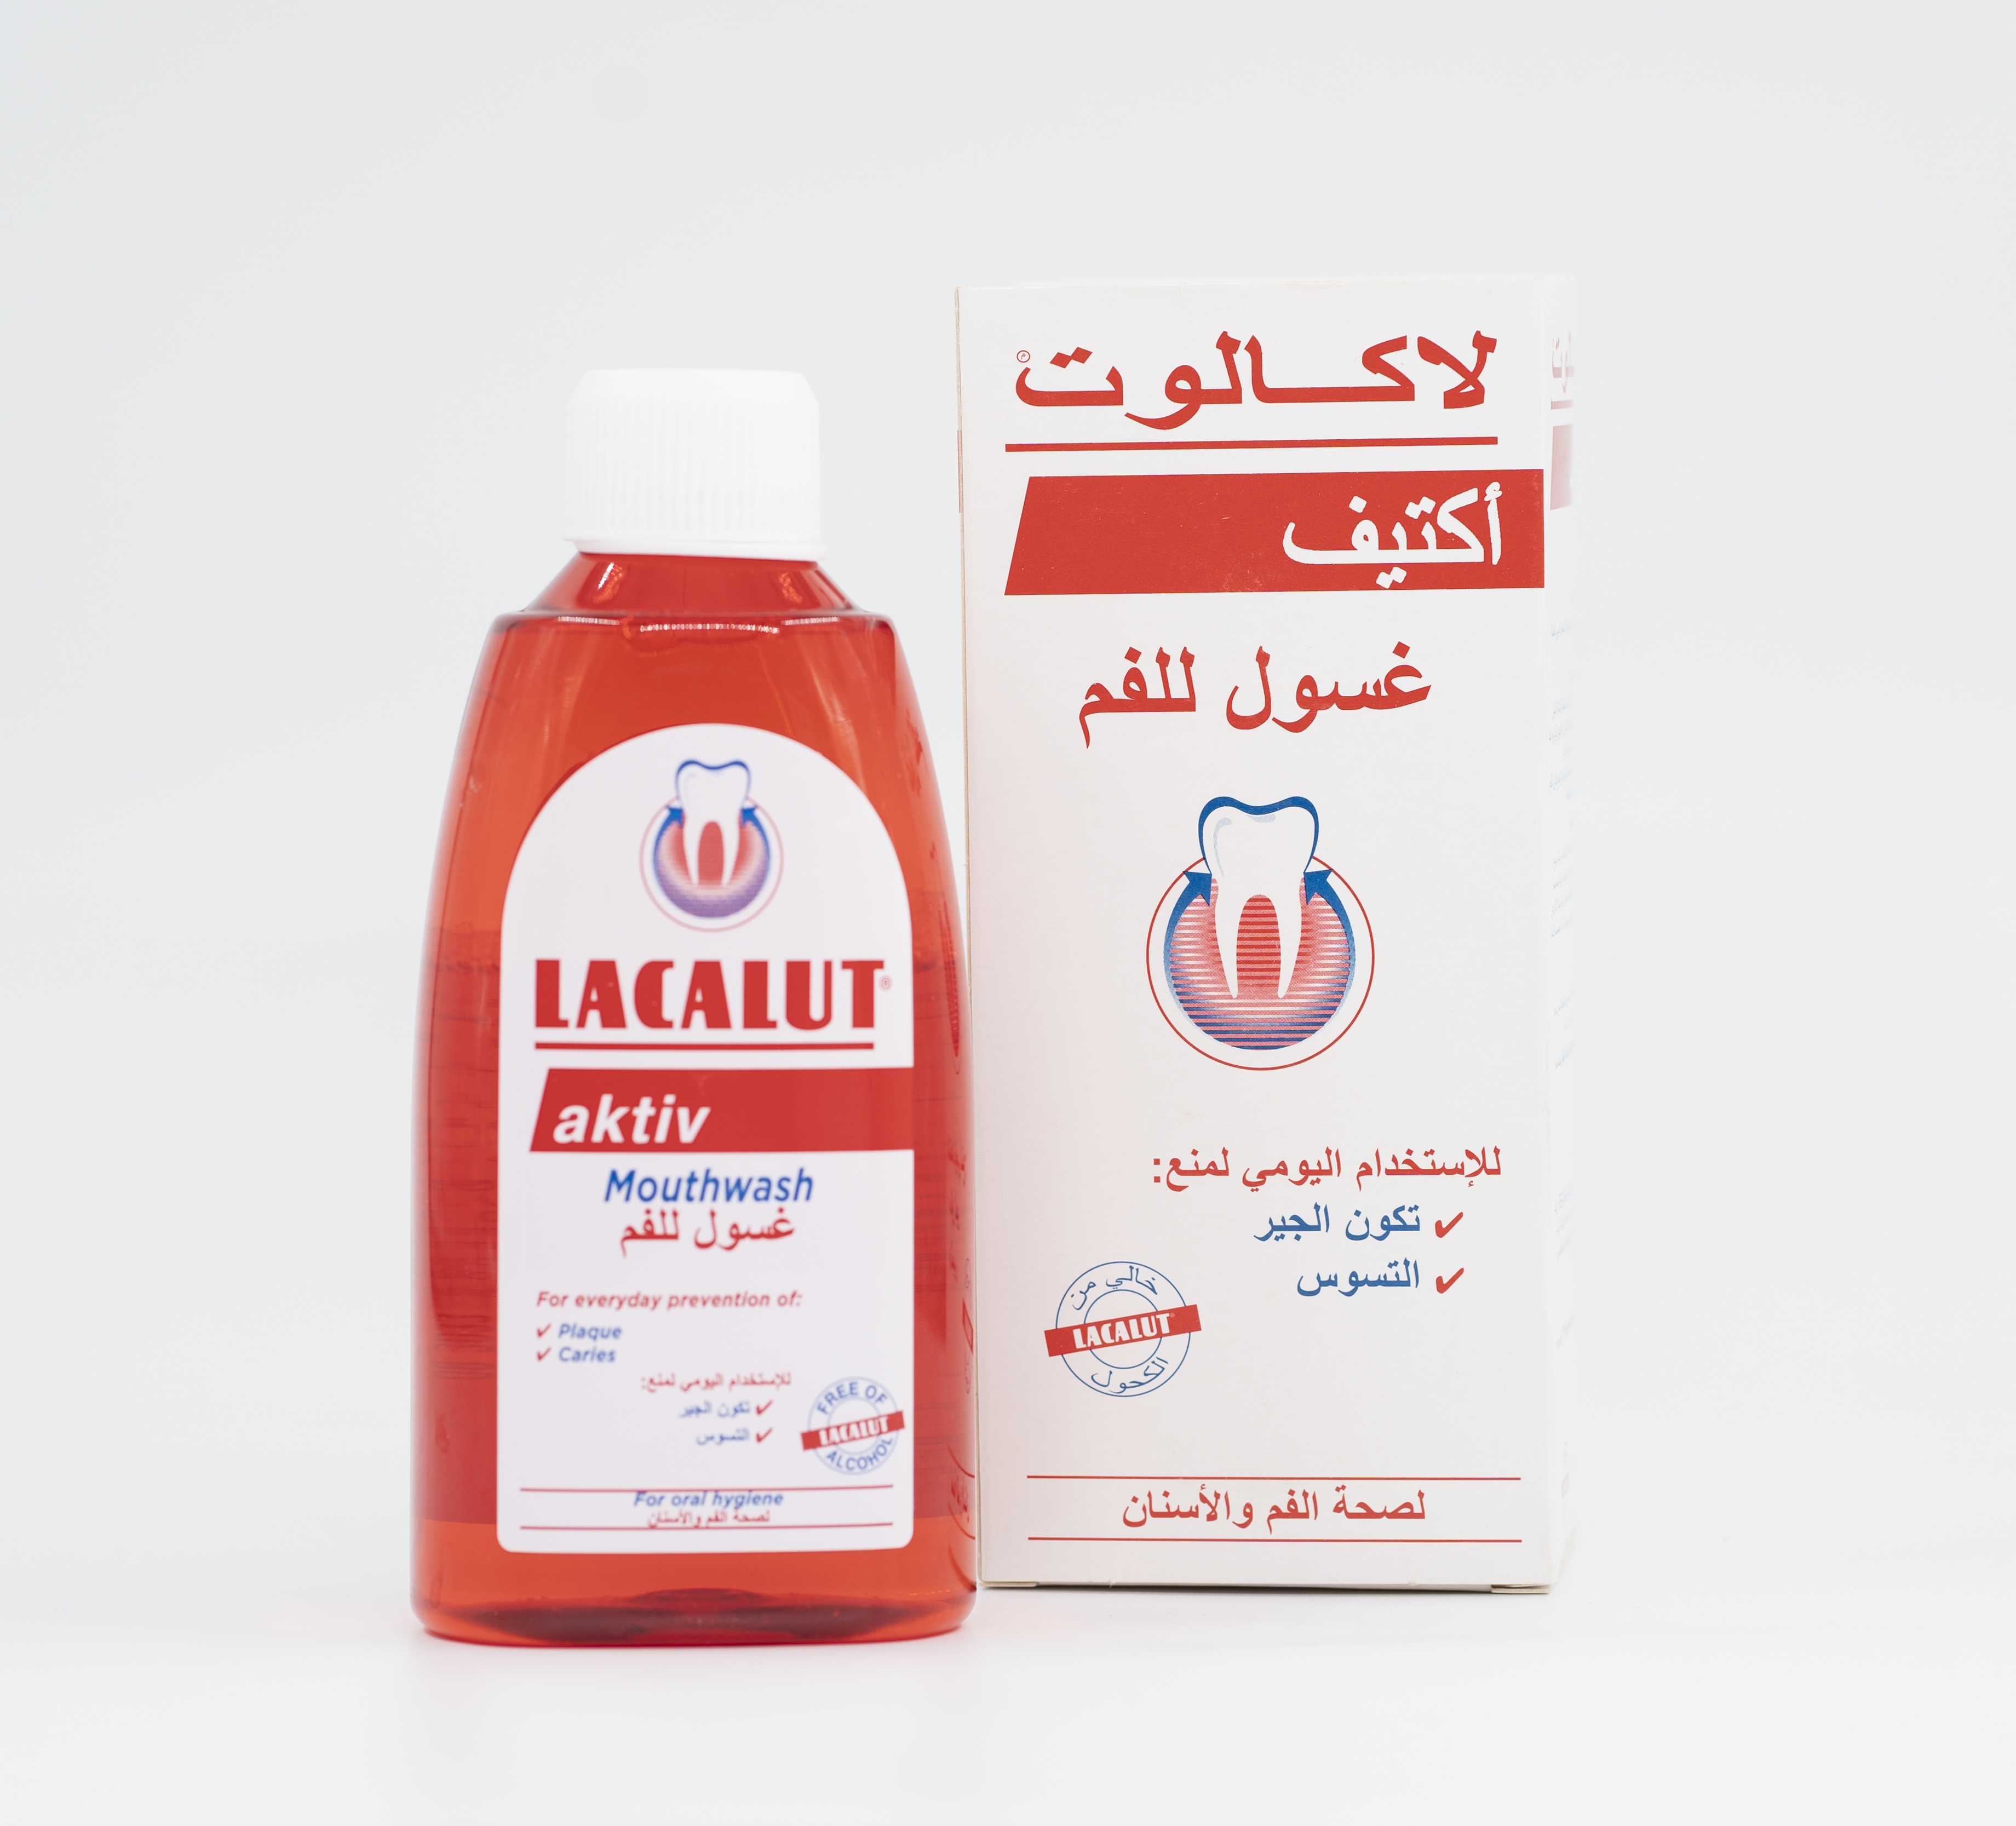 LACALUT®
aktiv
Mouthwash
غسول للفم
For everyday prevention of:
✓ Plaque
✓ Caries
للإستخدام اليومي لمنع:
✓ تكون الجير
✓ التسوس
FREE OF
LACALUT
ALCOHOL
For oral hygiene
لصحة الفم والأسنان
لاكالوت
أكتيف
غسول للفم
للإستخدام اليومي لمنع:
✓ تكون الجير
✓ التسوس
خالي من
LACALUT
الكحول
لصحة الفم والأسنان